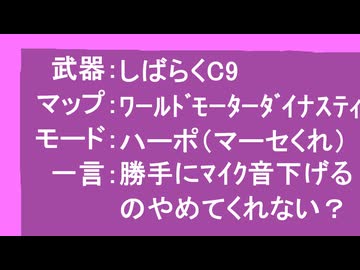 武器：しばらくC9
マップ：ﾜｰﾙﾄﾞﾓｰﾀｰﾀﾞｲﾅｽﾃｨ
モード：ハーポ（マーセくれ）
一言：勝手にﾏｲｸ音下げる
のやめてくれない？